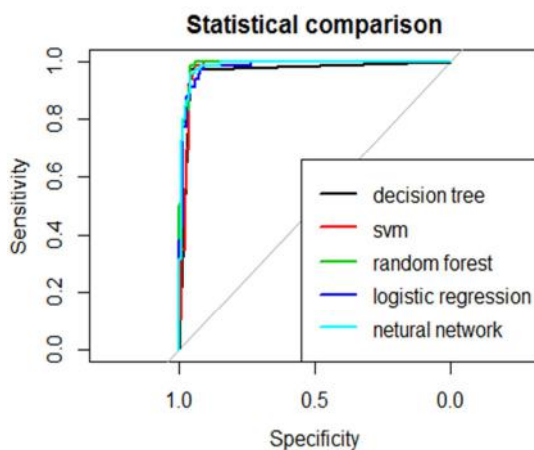 Statistical comparison
Sensitivity
1.0
0.8
0.6
0.4
0.2
0.0
decision tree
svm
random forest
logistic regression
netural network
1.0 0.5 0.0
Specificity